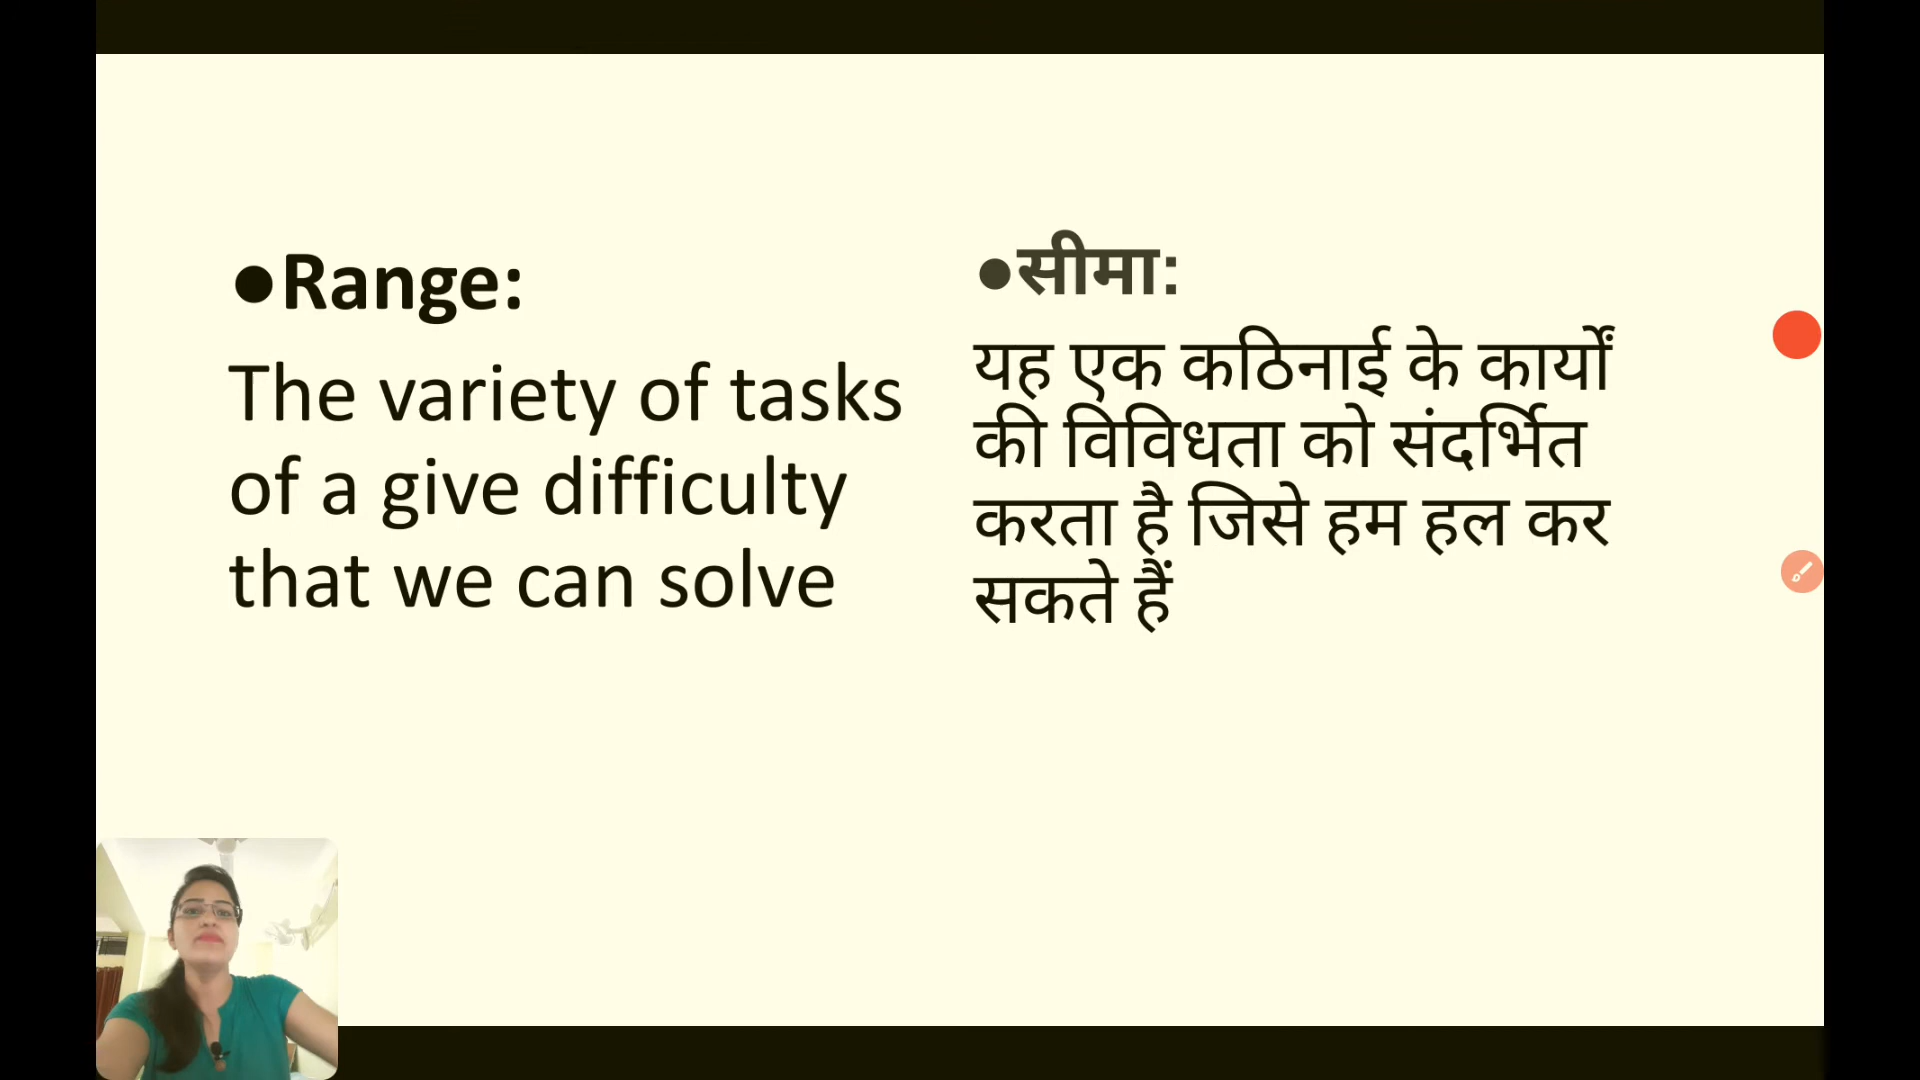 ●Range:
The variety of tasks
of a give difficulty
that we can solve
●सीमा:
यह एक कठिनाई के कार्यों
की विविधता को संदर्भित
करता है जिसे हम हल कर
सकते हैं